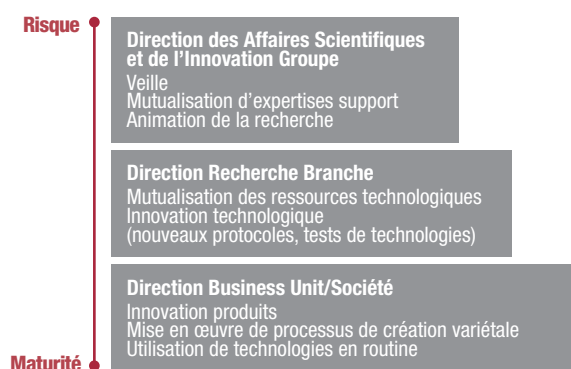 Risque
Direction des Affaires Scientifiques
et de l'Innovation Groupe
Veille
Mutualisation d'expertises support
Animation de la recherche
Direction Recherche Branche
Mutualisation des ressources technologiques
Innovation technologique
(nouveaux protocoles, tests de technologies)
Direction Business Unit/Société
Innovation produits
Mise en œuvre de processus de création variétale
Utilisation de technologies en routine
Maturité